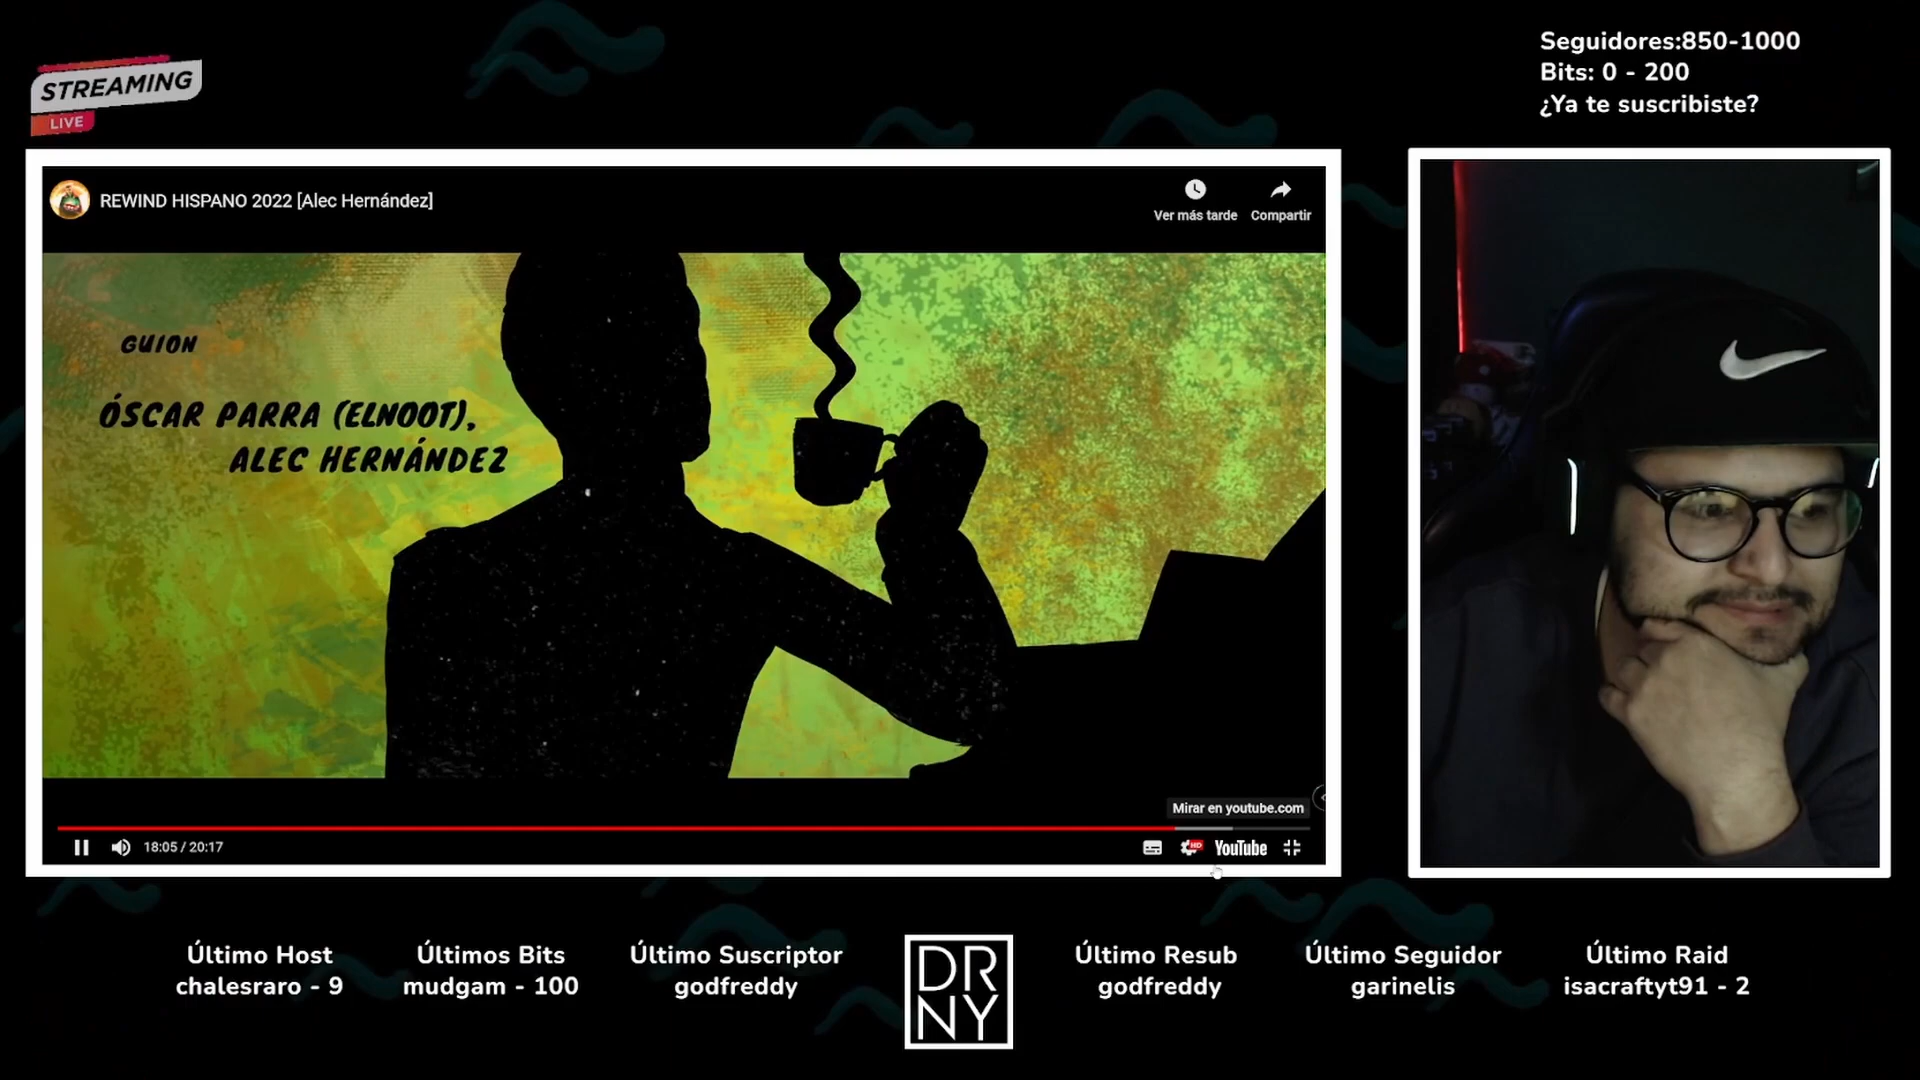 STREAMING
LIVE
Seguidores:850-1000
Bits: 0 - 200
¿Ya te suscribiste?
REWIND HISPANO 2022 [Alec Hernández]
Ver más tarde
Compartir
GUION
ÓSCAR PARRA (ELNOOT),
ALEC HERNÁNDEZ
Mirar en youtube.com
18:05 / 20:17
HD
YouTube
Último Host
chalesraro - 9
Últimos Bits
mudgam - 100
Último Suscriptor
godfreddy
DR
NY
Último Resub
godfreddy
Último Seguidor
garinelis
Último Raid
isacraftyt91 - 2